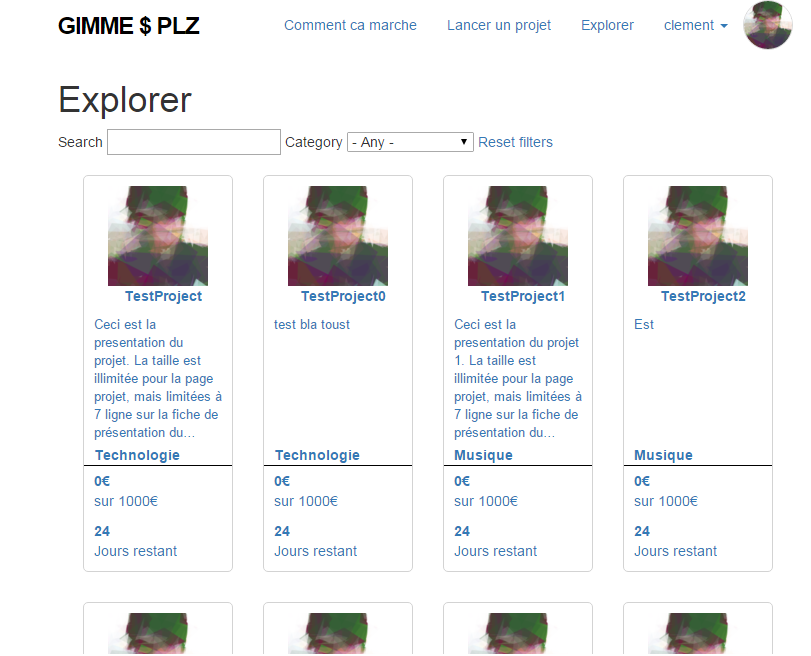 GIMME $ PLZ
Comment ca marche
Lancer un projet
Explorer
clement
Explorer
Search
Category
- Any -
Reset filters
TestProject
Ceci est la
presentation du
projet. La taille est
illimitée pour la page
projet, mais limitées à
7 ligne sur la fiche de
présentation du...
Technologie
0€
sur 1000€
24
Jours restant
TestProject0
test bla toust
Technologie
0€
sur 1000€
24
Jours restant
TestProject1
Ceci est la
presentation du projet
1. La taille est
illimitée pour la page
projet, mais limitées à
7 ligne sur la fiche de
présentation du...
Musique
0€
sur 1000€
24
Jours restant
TestProject2
Est
Musique
0€
sur 1000€
24
Jours restant